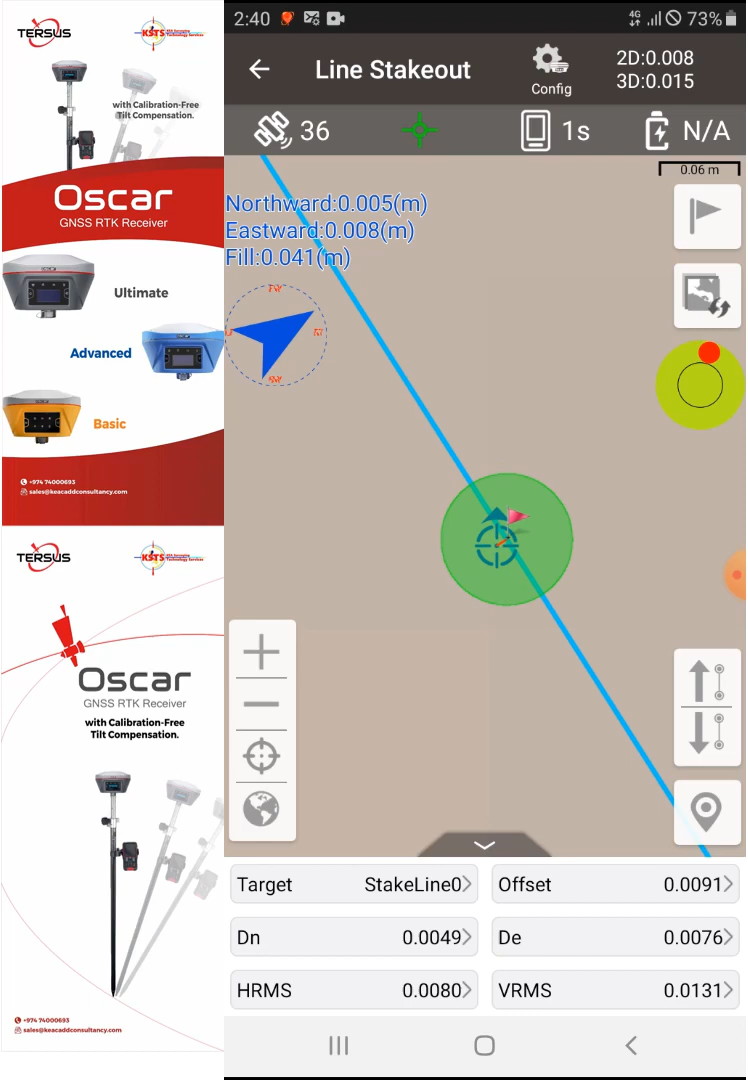 TERSUS
KSTS
with Calibration-Free
Tilt Compensation.
Oscar
GNSS RTK Receiver
Ultimate
Advanced
Basic
+974 74000693
sales@keacaddconsultancy.com
TERSUS
KSTS
Oscar
GNSS RTK Receiver
with Calibration-Free
Tilt Compensation.
+974 74000693
sales@keacaddconsultancy.com
2:40
4G
73%
Line Stakeout
Config
2D:0.008
3D:0.015
36
1s
N/A
0.06 m
Northward:0.005(m)
Eastward:0.008(m)
Fill:0.041(m)
Target StakeLine0
Offset 0.0091
Dn 0.0049
De 0.0076
HRMS 0.0080
VRMS 0.0131